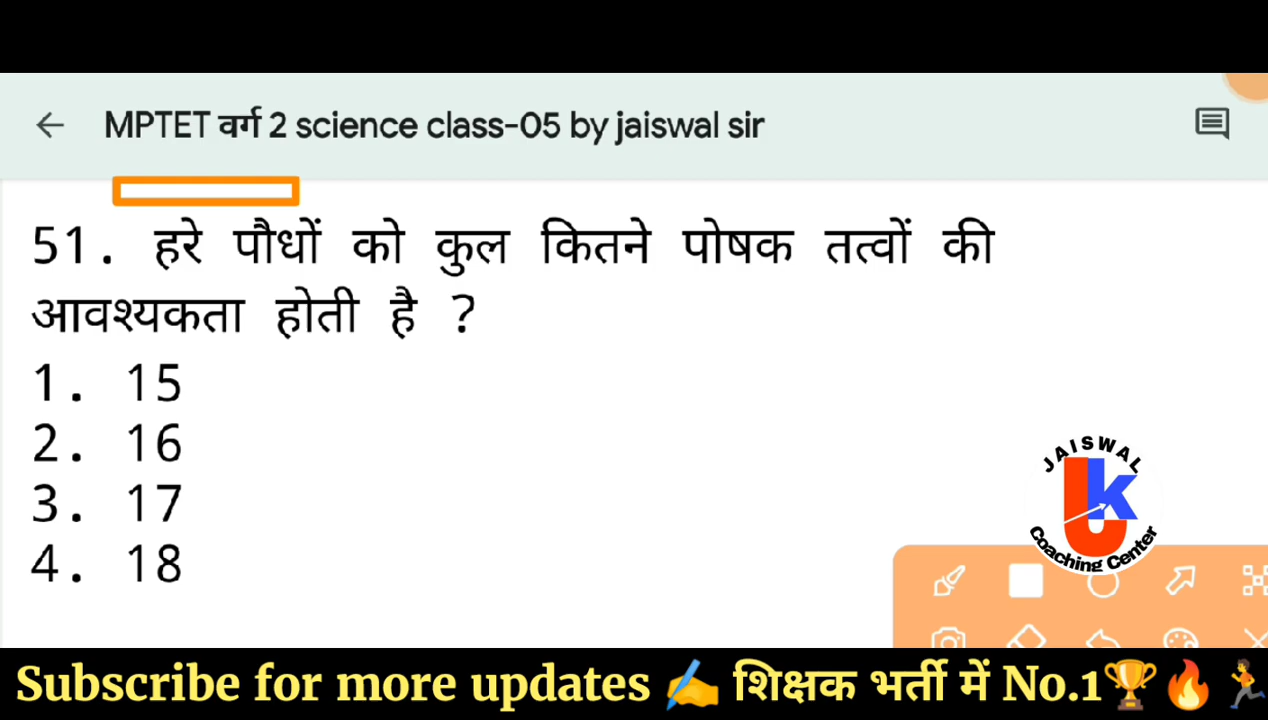 MPTET वर्ग 2 science class-05 by jaiswal sir
51. हरे पौधों को कुल कितने पोषक तत्वों की
आवश्यकता होती है ?
1. 15
2. 16
3. 17
4. 18
JAISWAL
UK
Coaching Center
Subscribe for more updates ✍️ शिक्षक भर्ती में No.1🏆🔥🏃